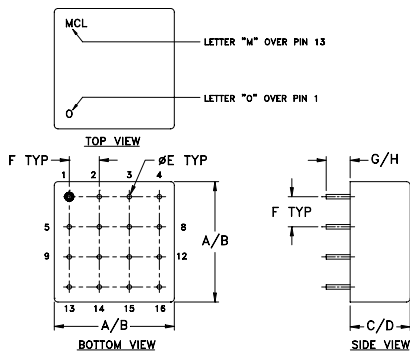 MCL
LETTER "M" OVER PIN 13
LETTER "O" OVER PIN 1
O
TOP VIEW
F TYP
ØE TYP
G/H
1 2 3 4
F TYP
5 8
A/B
9 12
13 14 15 16
A/B
C/D
BOTTOM VIEW
SIDE VIEW